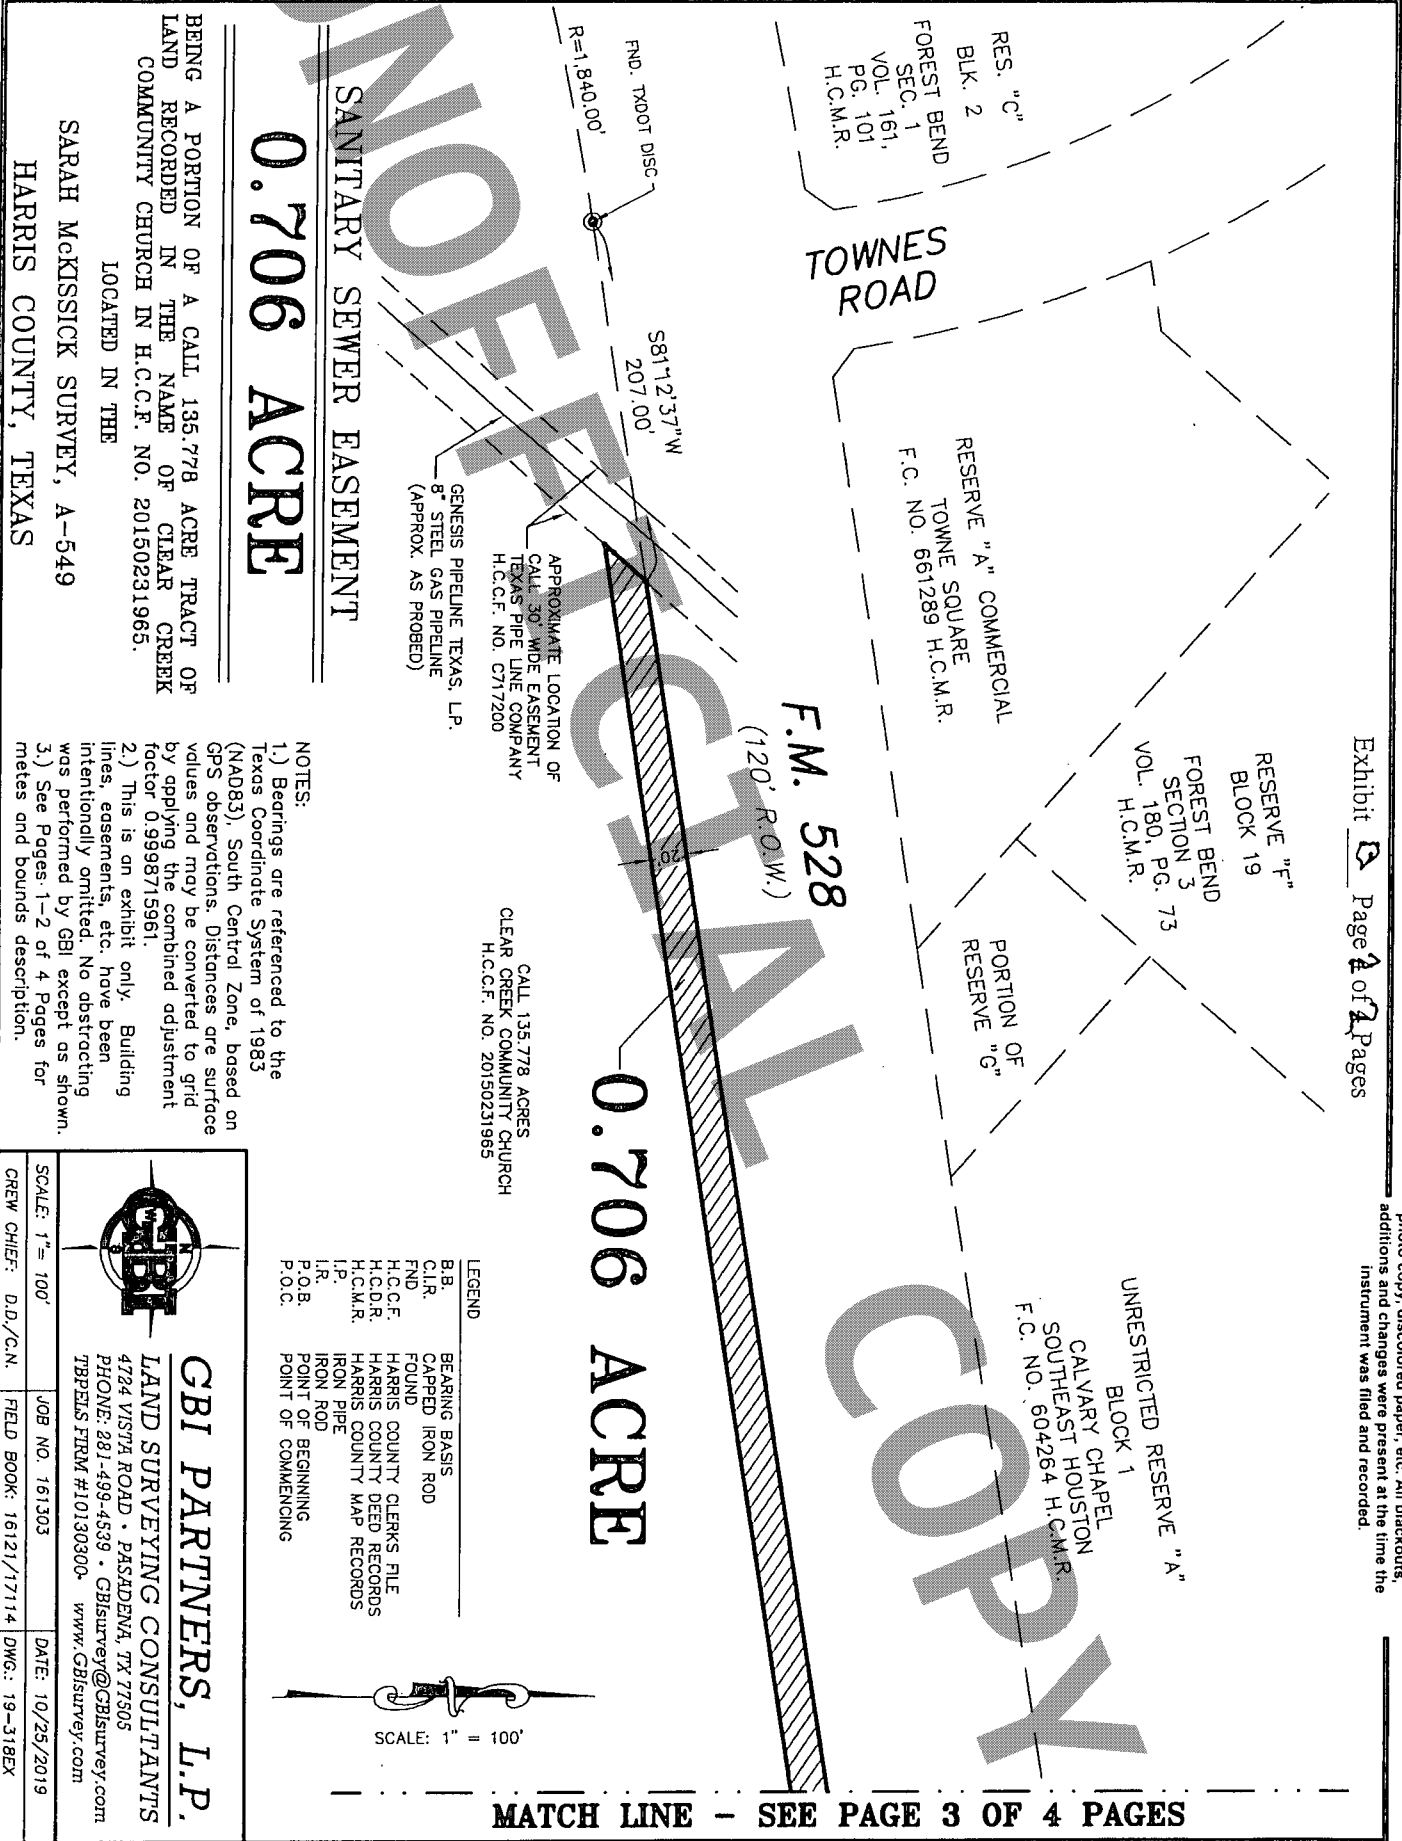 Exhibit B Page 2 of 2 Pages
additions and changes were present at the time the
instrument was filed and recorded.
RES. "C"
BLK. 2
FOREST BEND
SEC. 1
VOL. 161,
PG. 101
H.C.M.R.
TOWNES
ROAD
RESERVE "F"
BLOCK 19
FOREST BEND
SECTION 3
VOL. 180, PG. 73
H.C.M.R.
PORTION OF
RESERVE "G"
RESERVE "A" COMMERCIAL
TOWNE SQUARE
F.C. NO. 661289 H.C.M.R.
UNRESTRICTED RESERVE "A"
BLOCK 1
CALVARY CHAPEL
SOUTHEAST HOUSTON
F.C. NO. 604264 H.C.M.R.
FND. TXDOT DISC
R=1,840.00'
S81°12'37"W
207.00'
F.M. 528
(120' R.O.W.)
20'
APPROXIMATE LOCATION OF
CALL 30' WIDE EASEMENT
TEXAS PIPE LINE COMPANY
H.C.C.F. NO. C717200
GENESIS PIPELINE TEXAS, LP.
8" STEEL GAS PIPELINE
(APPROX. AS PROBED)
0.706 ACRE
CALL 135.778 ACRES
CLEAR CREEK COMMUNITY CHURCH
H.C.C.F. NO. 20150231965
UNOFFICIAL COPY
SANITARY SEWER EASEMENT
0.706 ACRE
BEING A PORTION OF A CALL 135.778 ACRE TRACT OF
LAND RECORDED IN THE NAME OF CLEAR CREEK
COMMUNITY CHURCH IN H.C.C.F. NO. 20150231965.
LOCATED IN THE
SARAH McKISSICK SURVEY, A-549
HARRIS COUNTY, TEXAS
NOTES:
1.) Bearings are referenced to the
Texas Coordinate System of 1983
(NAD83), South Central Zone, based on
GPS observations. Distances are surface
values and may be converted to grid
by applying the combined adjustment
factor 0.9998715961.
2.) This is an exhibit only. Building
lines, easements, etc. have been
intentionally omitted. No abstracting
was performed by GBI except as shown.
3.) See Pages 1-2 of 4 Pages for
metes and bounds description.
LEGEND
B.B. BEARING BASIS
C.I.R. CAPPED IRON ROD
FND FOUND
H.C.C.F. HARRIS COUNTY CLERKS FILE
H.C.D.R. HARRIS COUNTY DEED RECORDS
H.C.M.R. HARRIS COUNTY MAP RECORDS
I.P. IRON PIPE
I.R. IRON ROD
P.O.B. POINT OF BEGINNING
P.O.C. POINT OF COMMENCING
SCALE: 1" = 100'
MATCH LINE - SEE PAGE 3 OF 4 PAGES
GBI
GBI PARTNERS, L.P.
LAND SURVEYING CONSULTANTS
4724 VISTA ROAD • PASADENA, TX 77505
PHONE: 281-499-4539 • GBIsurvey@GBIsurvey.com
TBPELS FIRM #10130300• www.GBIsurvey.com
SCALE: 1"= 100' JOB NO. 161303 DATE: 10/25/2019
CREW CHIEF: D.D./C.N. FIELD BOOK: 16121/17114 DWG.: 19-318EX